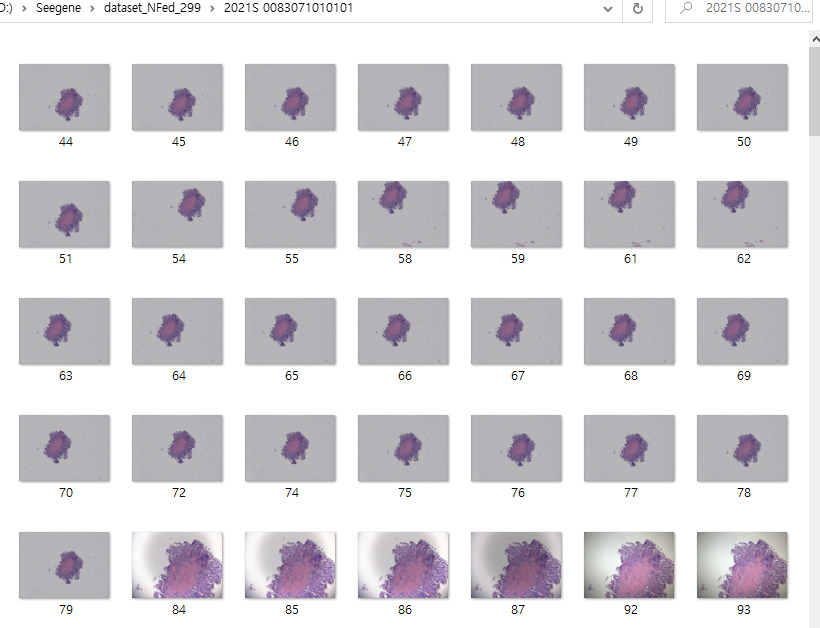 D:) > Seegene > dataset_NFed_299 > 2021S 0083071010101
2021S 00830710...
44 45 46 47 48 49 50
51 54 55 58 59 61 62
63 64 65 66 67 68 69
70 72 74 75 76 77 78
79 84 85 86 87 92 93